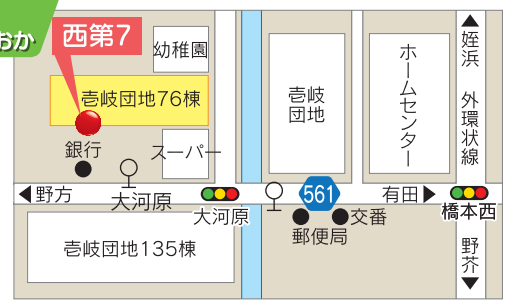 おか
西第7
幼稚園
壱岐団地76棟
銀行
スーパー
大河原
野方
大河原
壱岐団地135棟
壱岐
団地
ホームセンター
561
郵便局
交番
有田
橋本西
姪浜
外環状線
野芥